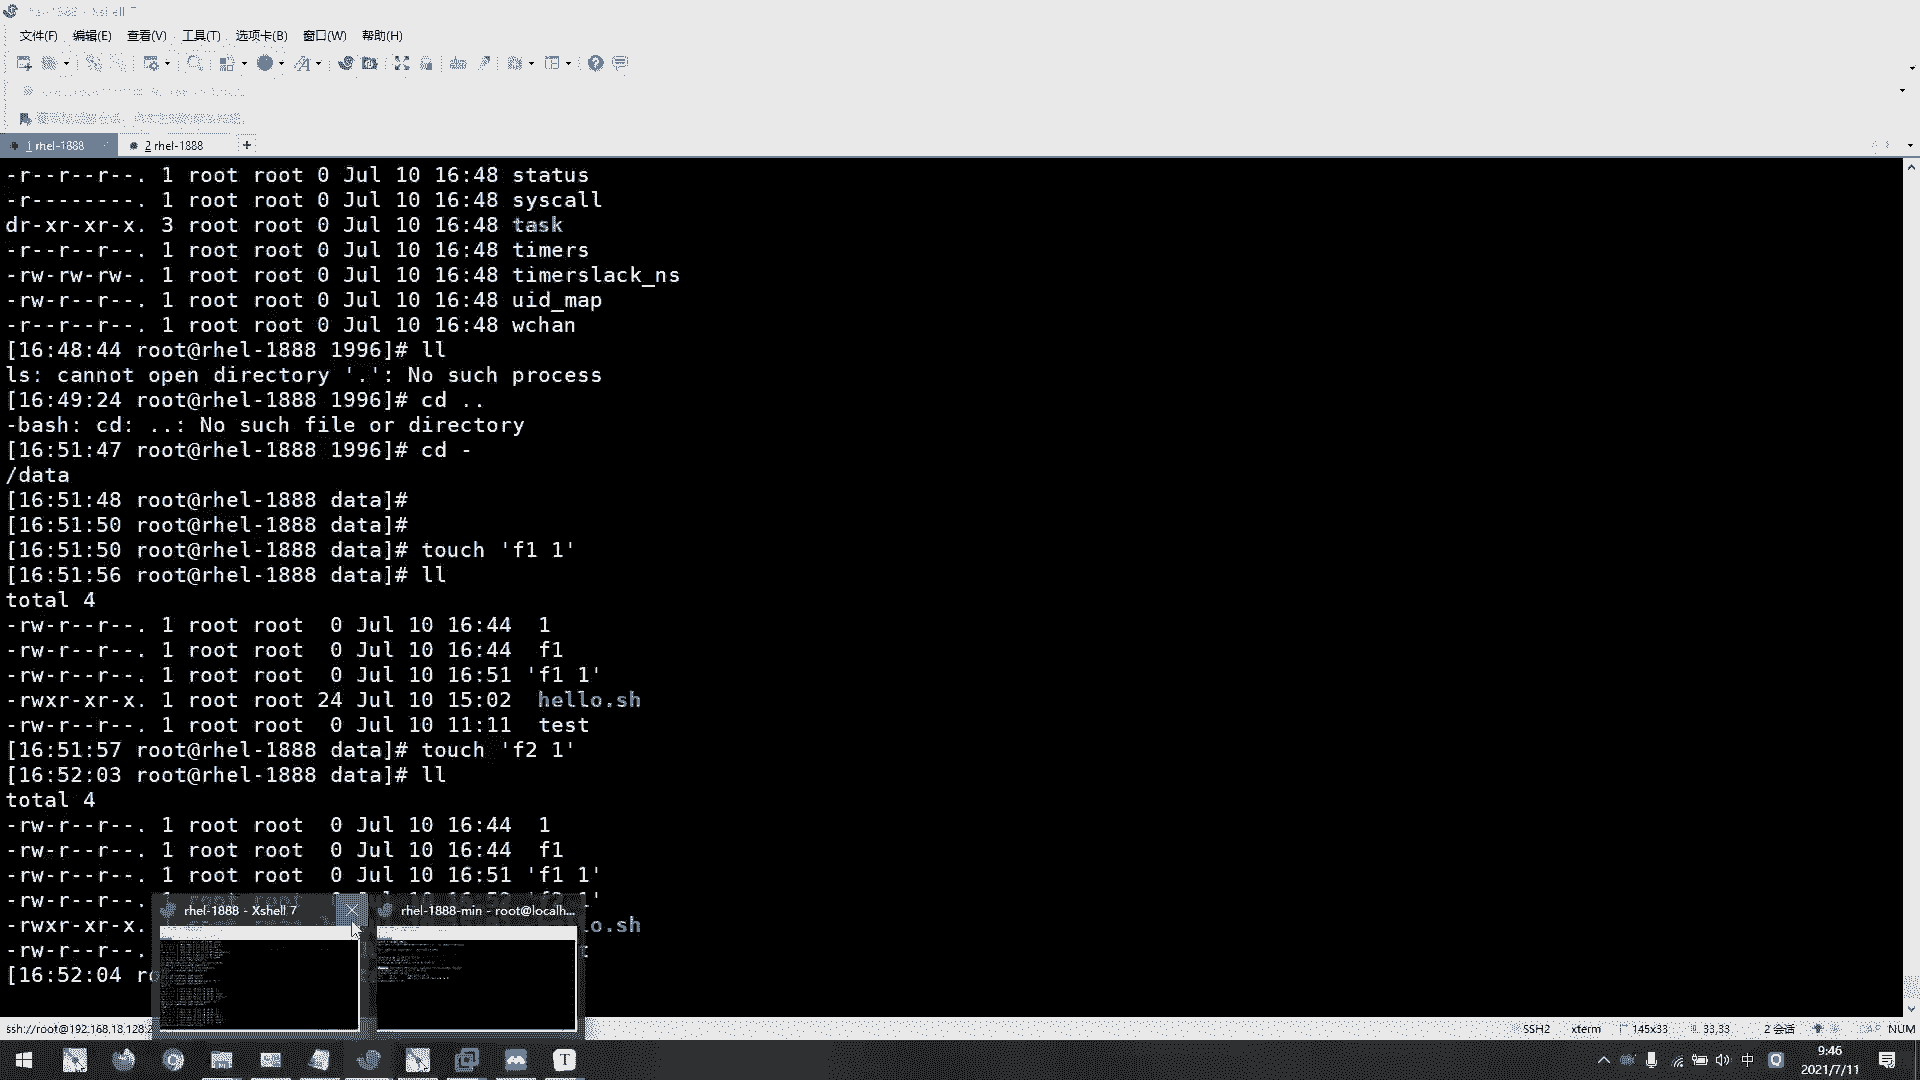 文件(F) 编辑(E) 查看(V) 工具(T) 选项卡(B) 窗口(W) 帮助(H)
1 rhel-1888 2 rhel-1888 +
-r--r--r--. 1 root root 0 Jul 10 16:48 status
-r--------. 1 root root 0 Jul 10 16:48 syscall
dr-xr-xr-x. 3 root root 0 Jul 10 16:48 task
-r--r--r--. 1 root root 0 Jul 10 16:48 timers
-rw-rw-rw-. 1 root root 0 Jul 10 16:48 timerslack_ns
-rw-r--r--. 1 root root 0 Jul 10 16:48 uid_map
-r--r--r--. 1 root root 0 Jul 10 16:48 wchan
[16:48:44 root@rhel-1888 1996]# ll
ls: cannot open directory '.': No such process
[16:49:24 root@rhel-1888 1996]# cd ..
-bash: cd: ..: No such file or directory
[16:51:47 root@rhel-1888 1996]# cd -
/data
[16:51:48 root@rhel-1888 data]#
[16:51:50 root@rhel-1888 data]#
[16:51:50 root@rhel-1888 data]# touch 'f1 1'
[16:51:56 root@rhel-1888 data]# ll
total 4
-rw-r--r--. 1 root root  0 Jul 10 16:44  1
-rw-r--r--. 1 root root  0 Jul 10 16:44  f1
-rw-r--r--. 1 root root  0 Jul 10 16:51 'f1 1'
-rwxr-xr-x. 1 root root 24 Jul 10 15:02  hello.sh
-rw-r--r--. 1 root root  0 Jul 10 11:11  test
[16:51:57 root@rhel-1888 data]# touch 'f2 1'
[16:52:03 root@rhel-1888 data]# ll
total 4
-rw-r--r--. 1 root root  0 Jul 10 16:44  1
-rw-r--r--. 1 root root  0 Jul 10 16:44  f1
-rw-r--r--. 1 root root  0 Jul 10 16:51 'f1 1'
-rw-r--r--.
rhel-1888 - Xshell 7 rhel-1888-min - root@localh...
-rwxr-xr-x. lo.sh
-rw-r--r--.
[16:52:04
ssh://root@192.168.18.128:2 SSH2 xterm 145x33 33,33 2 会话 NUM
T 中 9:46
2021/7/11